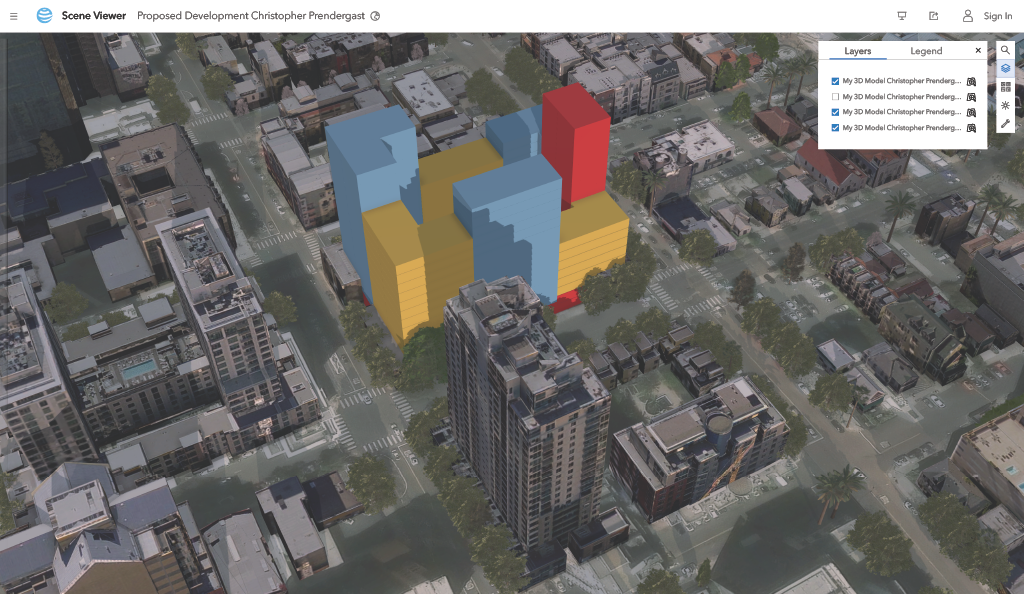 Scene Viewer Proposed Development Christopher Prendergast
Sign In
Layers Legend
My 3D Model Christopher Prenderg...
My 3D Model Christopher Prenderg...
My 3D Model Christopher Prenderg...
My 3D Model Christopher Prenderg...